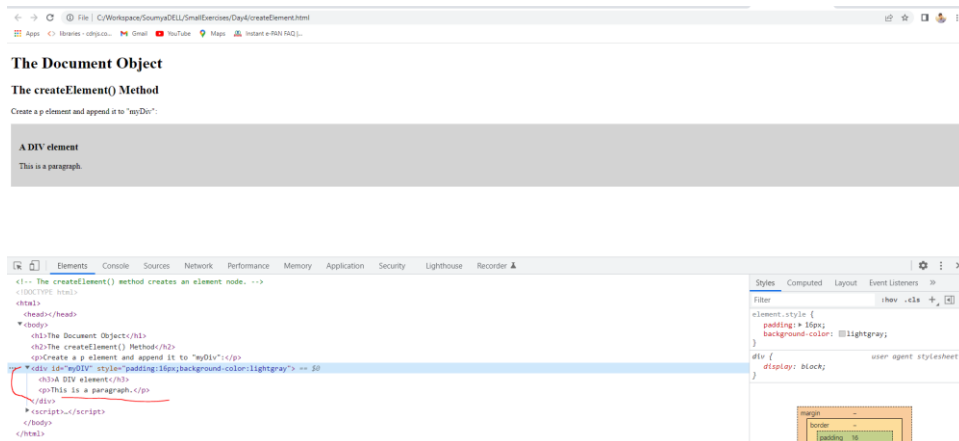 File | C:/Workspace/SoumyaDELL/SmallExercises/Day4/createElement.html
Apps Libraries - cdnjs.co... Gmail YouTube Maps Instant e-PAN FAQ |...
The Document Object
The createElement() Method
Create a p element and append it to "myDiv":
A DIV element
This is a paragraph.
Elements Console Sources Network Performance Memory Application Security Lighthouse Recorder
<!-- The createElement() method creates an element node. -->
<!DOCTYPE html>
<html>
<head></head>
▼<body>
<h1>The Document Object</h1>
<h2>The createElement() Method</h2>
<p>Create a p element and append it to "myDiv":</p>
▼<div id="myDIV" style="padding:16px;background-color:lightgray"> == $0
<h3>A DIV element</h3>
<p>This is a paragraph.</p>
</div>
▶<script>…</script>
</body>
</html>
Styles Computed Layout Event Listeners »
Filter :hov .cls +
element.style {
padding:▶ 16px;
background-color: lightgray;
}
div { user agent stylesheet
display: block;
}
margin -
border -
padding 16